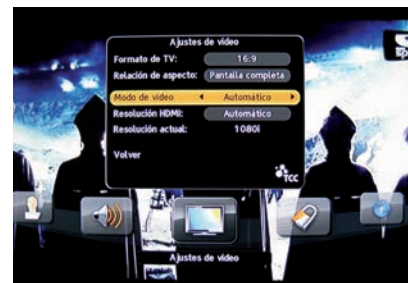 Ajustes de vídeo
Formato de TV: 16:9
Relación de aspecto: Pantalla completa
Modo de vídeo Automático
Resolución HDMI: Automático
Resolución actual: 1080i
Volver
TCC
Ajustes de vídeo